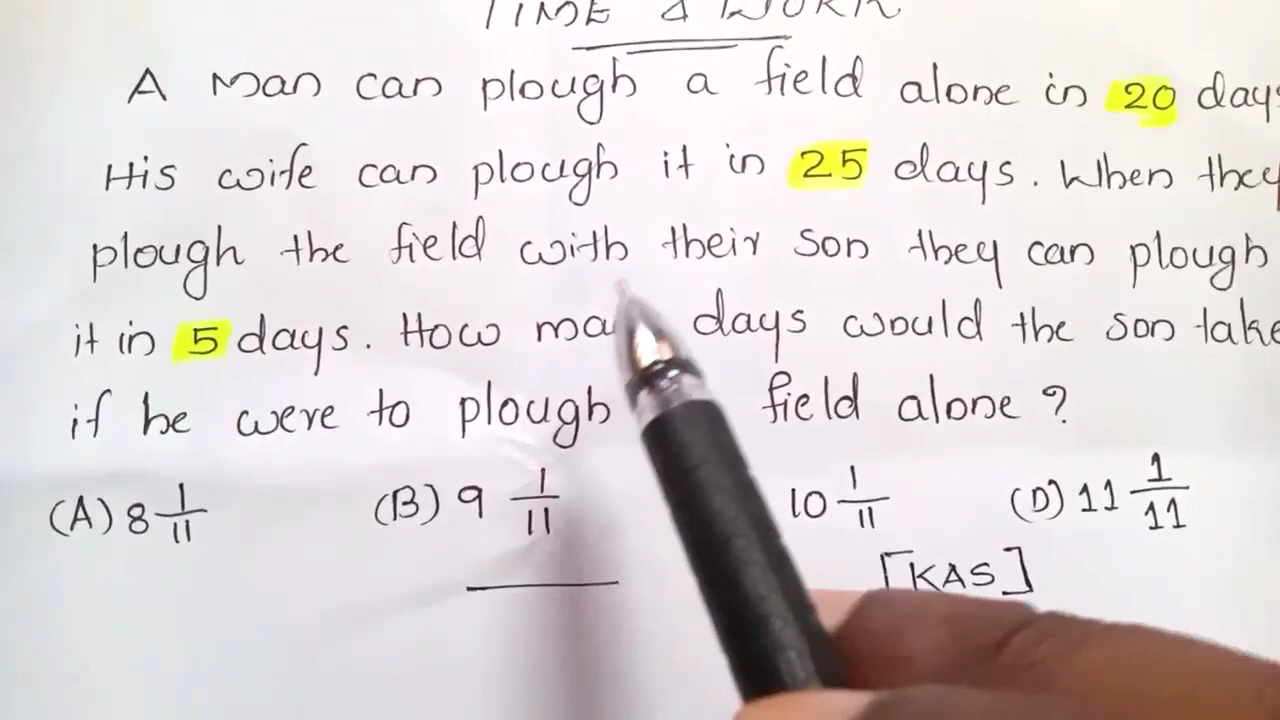 TIME & WORK
A man can plough a field alone in 20 days
His wife can plough it in 25 days. When they
plough the field with their son they can plough
it in 5 days. How days would the son take
if he were to plough field alone ?
(A) 8 1/11 (B) 9 1/11 10 1/11 (D) 11 1/11
[KAS]